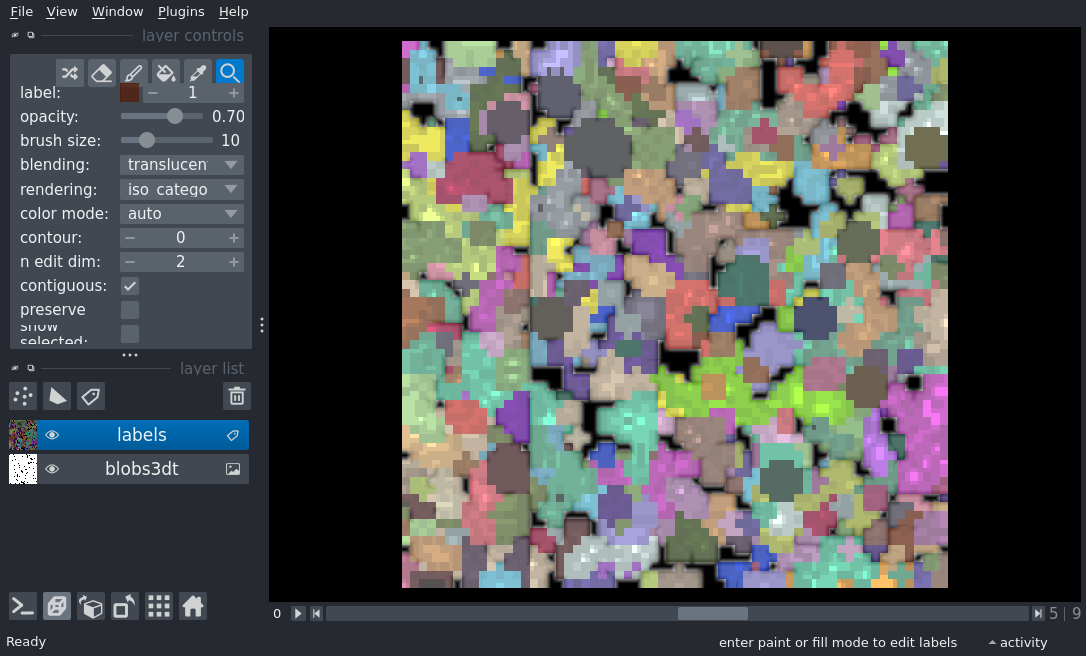 File View Window Plugins Help
layer controls
label: 1
opacity: 0.70
brush size: 10
blending: translucen
rendering: iso_catego
color mode: auto
contour: 0
n edit dim: 2
contiguous:
preserve
show
selected:
layer list
labels
blobs3dt
0 5 | 9
Ready enter paint or fill mode to edit labels activity